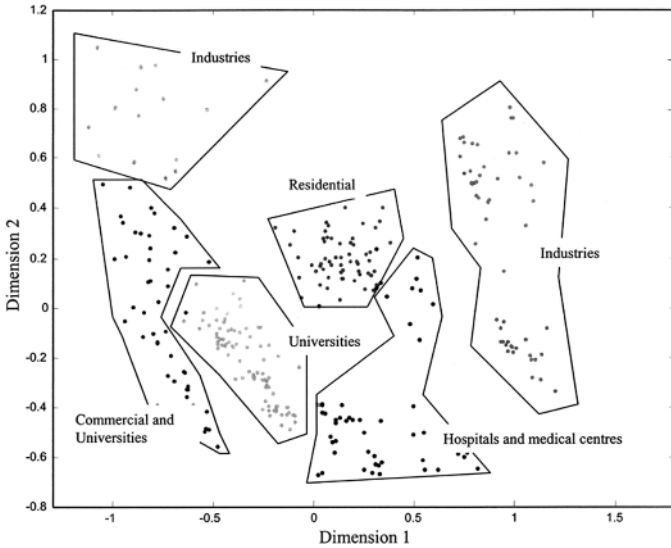 1.2
1
0.8
0.6
0.4
0.2
0
-0.2
-0.4
-0.6
-0.8
Dimension 2
Industries
Residential
Industries
Universities
Commercial and
Universities
Hospitals and medical centres
-1
-0.5
0
0.5
1
1.5
Dimension 1